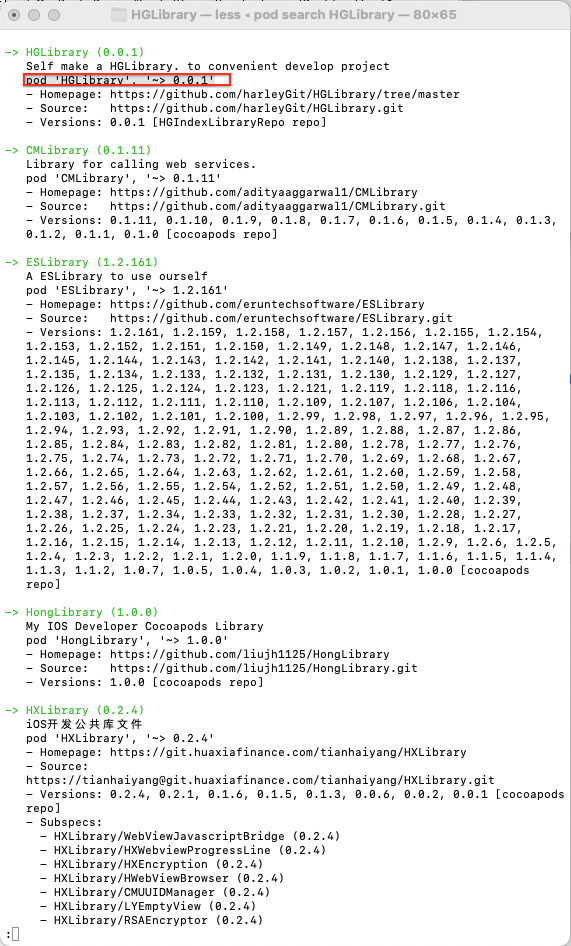 HGLibrary — less ◂ pod search HGLibrary — 80×65
-> HGLibrary (0.0.1)
Self make a HGLibrary. to convenient develop project
pod 'HGLibrary', '~> 0.0.1'
- Homepage: https://github.com/harleyGit/HGLibrary/tree/master
- Source:   https://github.com/harleyGit/HGLibrary.git
- Versions: 0.0.1 [HGIndexLibraryRepo repo]
-> CMLibrary (0.1.11)
Library for calling web services.
pod 'CMLibrary', '~> 0.1.11'
- Homepage: https://github.com/adityaaggarwal1/CMLibrary
- Source:   https://github.com/adityaaggarwal1/CMLibrary.git
- Versions: 0.1.11, 0.1.10, 0.1.9, 0.1.8, 0.1.7, 0.1.6, 0.1.5, 0.1.4, 0.1.3,
0.1.2, 0.1.1, 0.1.0 [cocoapods repo]
-> ESLibrary (1.2.161)
A ESLibrary to use ourself
pod 'ESLibrary', '~> 1.2.161'
- Homepage: https://github.com/eruntechsoftware/ESLibrary
- Source:   https://github.com/eruntechsoftware/ESLibrary.git
- Versions: 1.2.161, 1.2.159, 1.2.158, 1.2.157, 1.2.156, 1.2.155, 1.2.154,
1.2.153, 1.2.152, 1.2.151, 1.2.150, 1.2.149, 1.2.148, 1.2.147, 1.2.146,
1.2.145, 1.2.144, 1.2.143, 1.2.142, 1.2.141, 1.2.140, 1.2.138, 1.2.137,
1.2.135, 1.2.134, 1.2.133, 1.2.132, 1.2.131, 1.2.130, 1.2.129, 1.2.127,
1.2.126, 1.2.125, 1.2.124, 1.2.123, 1.2.121, 1.2.119, 1.2.118, 1.2.116,
1.2.113, 1.2.112, 1.2.111, 1.2.110, 1.2.109, 1.2.107, 1.2.106, 1.2.104,
1.2.103, 1.2.102, 1.2.101, 1.2.100, 1.2.99, 1.2.98, 1.2.97, 1.2.96, 1.2.95,
1.2.94, 1.2.93, 1.2.92, 1.2.91, 1.2.90, 1.2.89, 1.2.88, 1.2.87, 1.2.86,
1.2.85, 1.2.84, 1.2.83, 1.2.82, 1.2.81, 1.2.80, 1.2.78, 1.2.77, 1.2.76,
1.2.75, 1.2.74, 1.2.73, 1.2.72, 1.2.71, 1.2.70, 1.2.69, 1.2.68, 1.2.67,
1.2.66, 1.2.65, 1.2.64, 1.2.63, 1.2.62, 1.2.61, 1.2.60, 1.2.59, 1.2.58,
1.2.57, 1.2.56, 1.2.55, 1.2.54, 1.2.53, 1.2.52, 1.2.51, 1.2.50, 1.2.49, 1.2.48,
1.2.47, 1.2.46, 1.2.45, 1.2.44, 1.2.43, 1.2.42, 1.2.41, 1.2.40, 1.2.39,
1.2.38, 1.2.37, 1.2.34, 1.2.33, 1.2.32, 1.2.31, 1.2.30, 1.2.28, 1.2.27,
1.2.26, 1.2.25, 1.2.24, 1.2.23, 1.2.21, 1.2.20, 1.2.19, 1.2.18, 1.2.17,
1.2.16, 1.2.15, 1.2.14, 1.2.13, 1.2.12, 1.2.11, 1.2.10, 1.2.9, 1.2.6, 1.2.5,
1.2.4, 1.2.3, 1.2.2, 1.2.1, 1.2.0, 1.1.9, 1.1.8, 1.1.7, 1.1.6, 1.1.5, 1.1.4,
1.1.3, 1.1.2, 1.0.7, 1.0.5, 1.0.4, 1.0.3, 1.0.2, 1.0.1, 1.0.0 [cocoapods
repo]
-> HongLibrary (1.0.0)
My IOS Developer Cocoapods Library
pod 'HongLibrary', '~> 1.0.0'
- Homepage: https://github.com/liujh1125/HongLibrary
- Source:   https://github.com/liujh1125/HongLibrary.git
- Versions: 1.0.0 [cocoapods repo]
-> HXLibrary (0.2.4)
iOS开发公共库文件
pod 'HXLibrary', '~> 0.2.4'
- Homepage: https://git.huaxiafinance.com/tianhaiyang/HXLibrary
- Source:
https://tianhaiyang@git.huaxiafinance.com/tianhaiyang/HXLibrary.git
- Versions: 0.2.4, 0.2.1, 0.1.6, 0.1.5, 0.1.3, 0.0.6, 0.0.2, 0.0.1 [cocoapods
repo]
- Subspecs:
- HXLibrary/WebViewJavascriptBridge (0.2.4)
- HXLibrary/HXWebviewProgressLine (0.2.4)
- HXLibrary/HXEncryption (0.2.4)
- HXLibrary/HWebViewBrowser (0.2.4)
- HXLibrary/CMUUIDManager (0.2.4)
- HXLibrary/LYEmptyView (0.2.4)
- HXLibrary/RSAEncryptor (0.2.4)
: